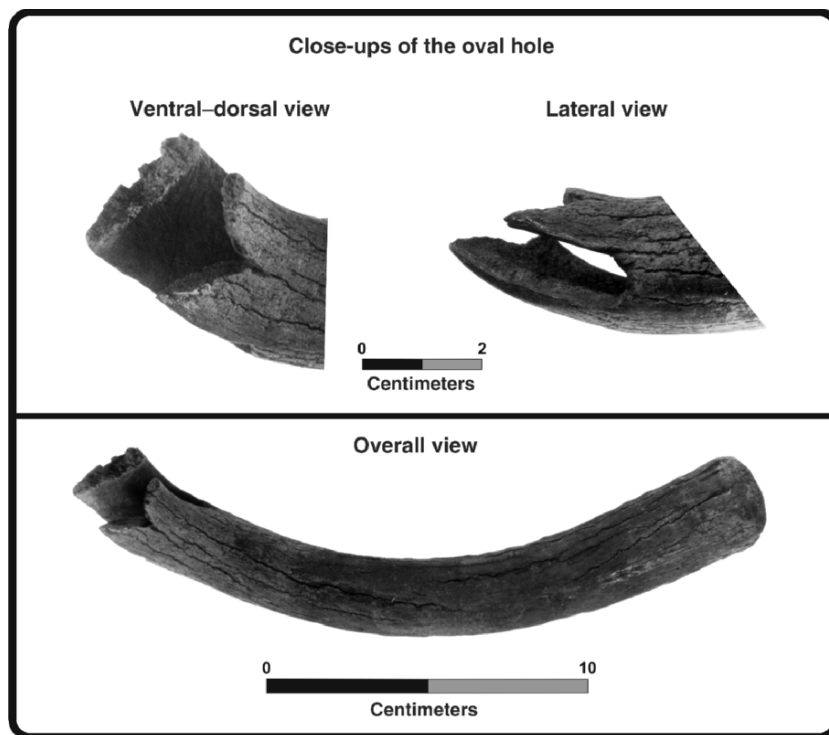 Close-ups of the oval hole
Ventral–dorsal view
Lateral view
0 2
Centimeters
Overall view
0 10
Centimeters